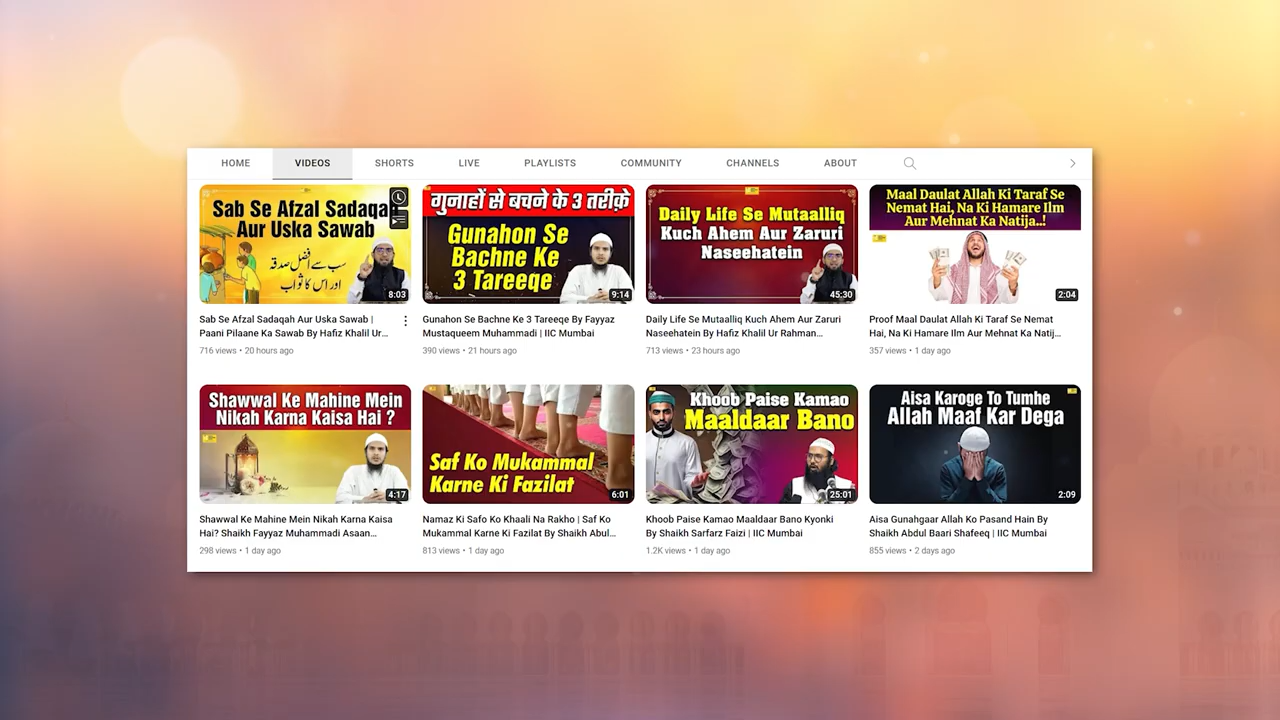 HOME VIDEOS SHORTS LIVE PLAYLISTS COMMUNITY CHANNELS ABOUT
Sab Se Afzal Sadaqa
Aur Uska Sawab
سب سے افضل صدقہ
اور اس کا ثواب
8:03
Sab Se Afzal Sadaqah Aur Uska Sawab |
Paani Pilaane Ka Sawab By Hafiz Khalil Ur...
716 views • 20 hours ago
गुनाहों से बचने के 3 तरीक़े
Gunahon Se
Bachne Ke
3 Tareeqe
9:14
Gunahon Se Bachne Ke 3 Tareeqe By Fayyaz
Mustaqueem Muhammadi | IIC Mumbai
390 views • 21 hours ago
Daily Life Se Mutaalliq
Kuch Ahem Aur Zaruri
Naseehatein
45:30
Daily Life Se Mutaalliq Kuch Ahem Aur Zaruri
Naseehatein By Hafiz Khalil Ur Rahman...
713 views • 23 hours ago
Maal Daulat Allah Ki Taraf Se
Nemat Hai, Na Ki Hamare Ilm
Aur Mehnat Ka Natija..!
2:04
Proof Maal Daulat Allah Ki Taraf Se Nemat
Hai, Na Ki Hamare Ilm Aur Mehnat Ka Natij...
357 views • 1 day ago
Shawwal Ke Mahine Mein
Nikah Karna Kaisa Hai ?
4:17
Shawwal Ke Mahine Mein Nikah Karna Kaisa
Hai? Shaikh Fayyaz Muhammadi Asaan...
298 views • 1 day ago
Saf Ko Mukammal
Karne Ki Fazilat
6:01
Namaz Ki Safo Ko Khaali Na Rakho | Saf Ko
Mukammal Karne Ki Fazilat By Shaikh Abul...
813 views • 1 day ago
Khoob Paise Kamao
Maaldaar Bano
25:01
Khoob Paise Kamao Maaldaar Bano Kyonki
By Shaikh Sarfarz Faizi | IIC Mumbai
1.2K views • 1 day ago
Aisa Karoge To Tumhe
Allah Maaf Kar Dega
2:09
Aisa Gunahgaar Allah Ko Pasand Hain By
Shaikh Abdul Baari Shafeeq | IIC Mumbai
855 views • 2 days ago